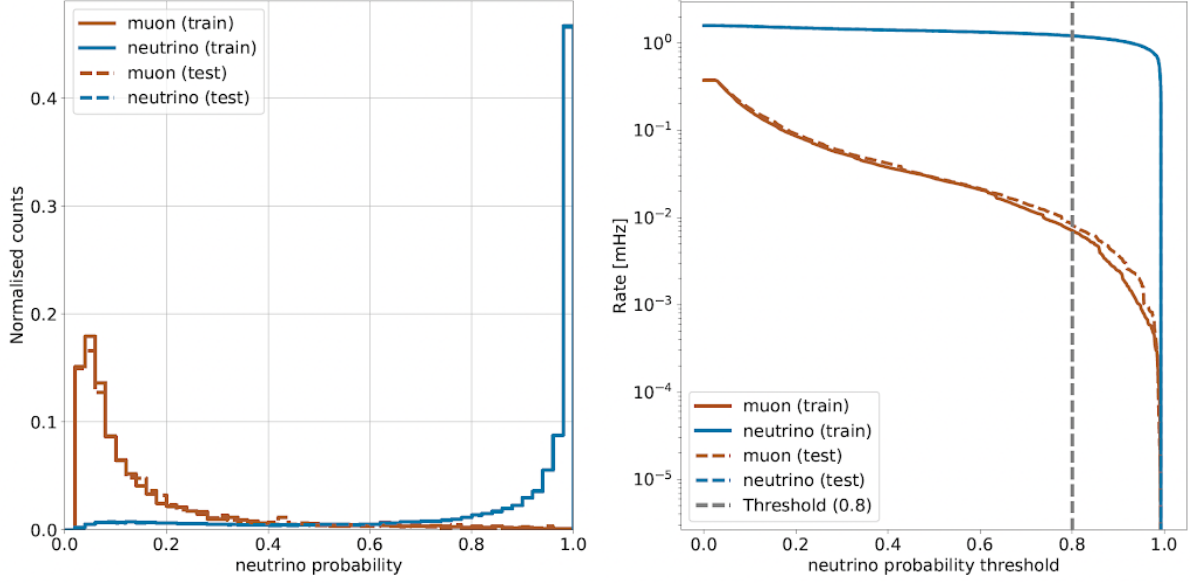 muon (train)
neutrino (train)
muon (test)
neutrino (test)
Normalised counts
0.4
0.3
0.2
0.1
0.0
0.0 0.2 0.4 0.6 0.8 1.0
neutrino probability
Rate [mHz]
10⁰
10⁻¹
10⁻²
10⁻³
10⁻⁴
10⁻⁵
muon (train)
neutrino (train)
muon (test)
neutrino (test)
Threshold (0.8)
0.0 0.2 0.4 0.6 0.8 1.0
neutrino probability threshold